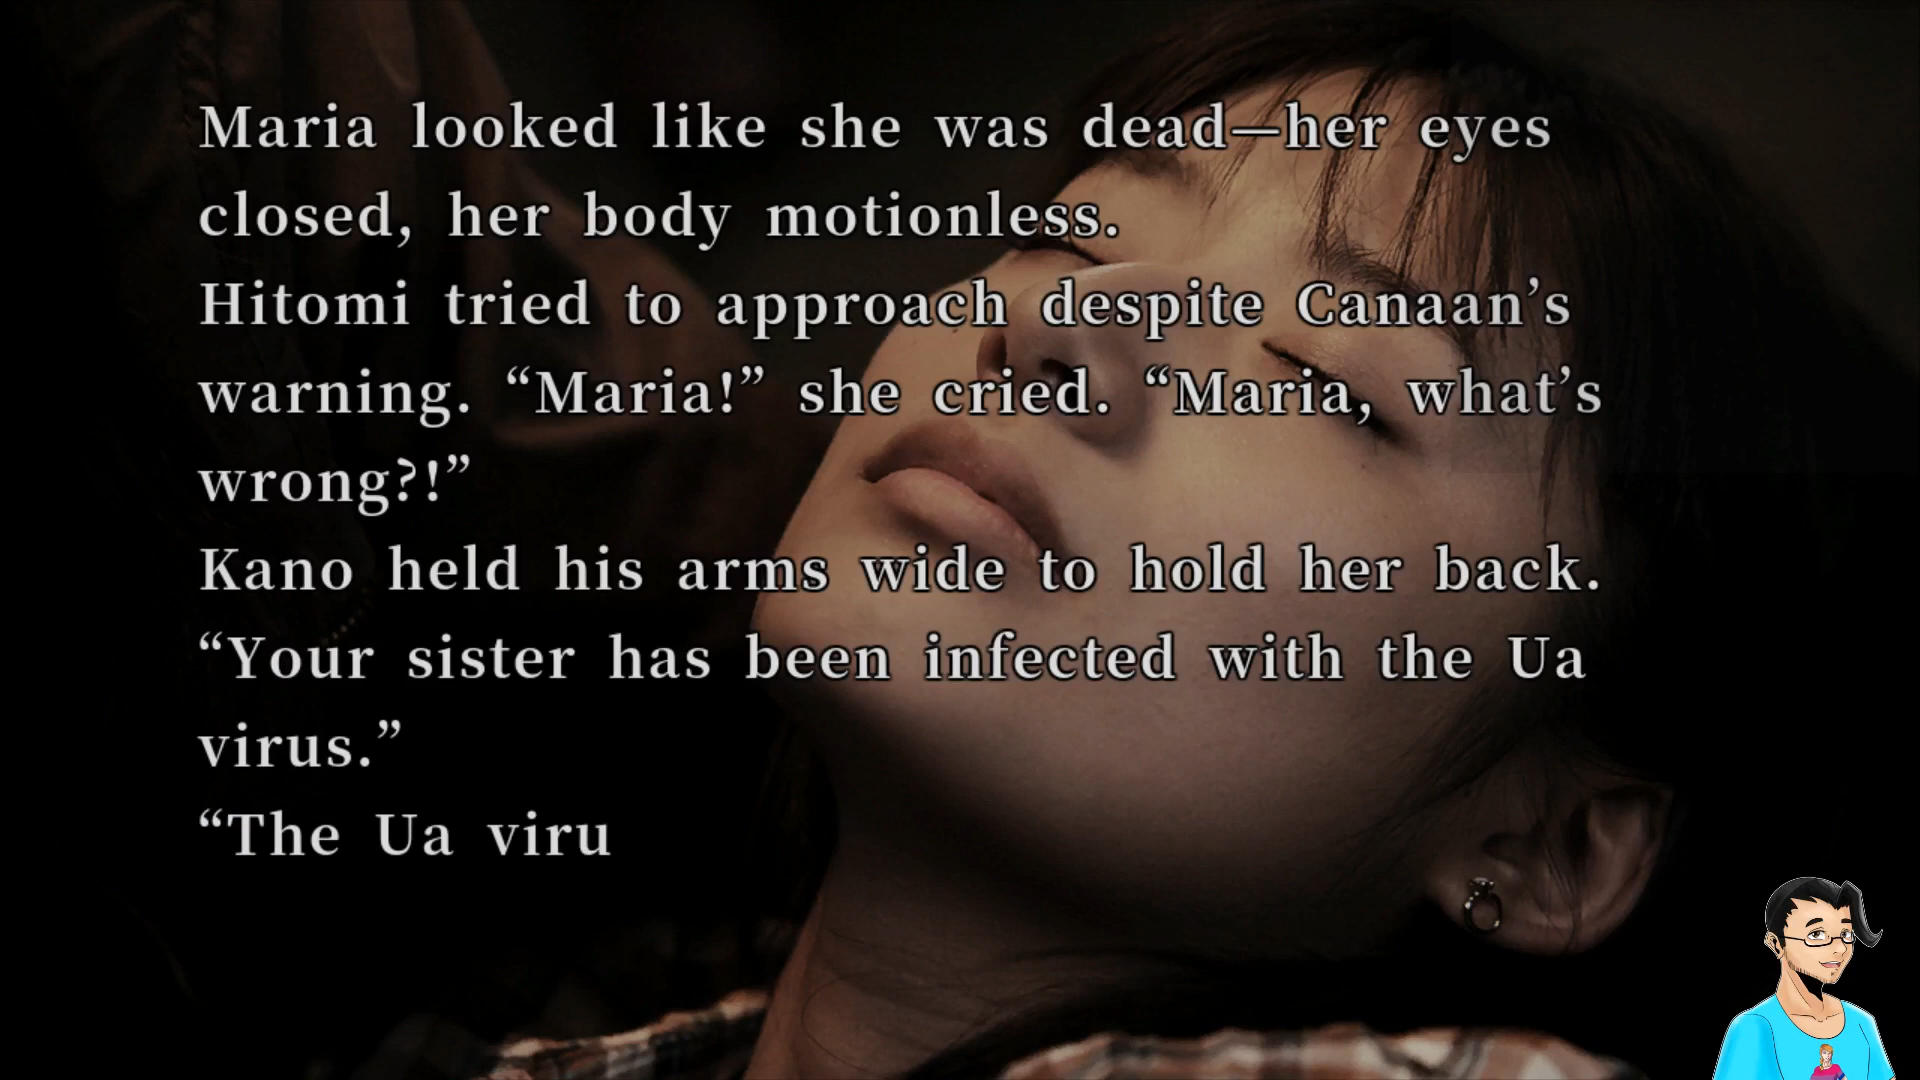 Maria looked like she was dead—her eyes
closed, her body motionless.
Hitomi tried to approach despite Canaan’s
warning. “Maria!” she cried. “Maria, what’s
wrong?!”
Kano held his arms wide to hold her back.
“Your sister has been infected with the Ua
virus.”
“The Ua viru